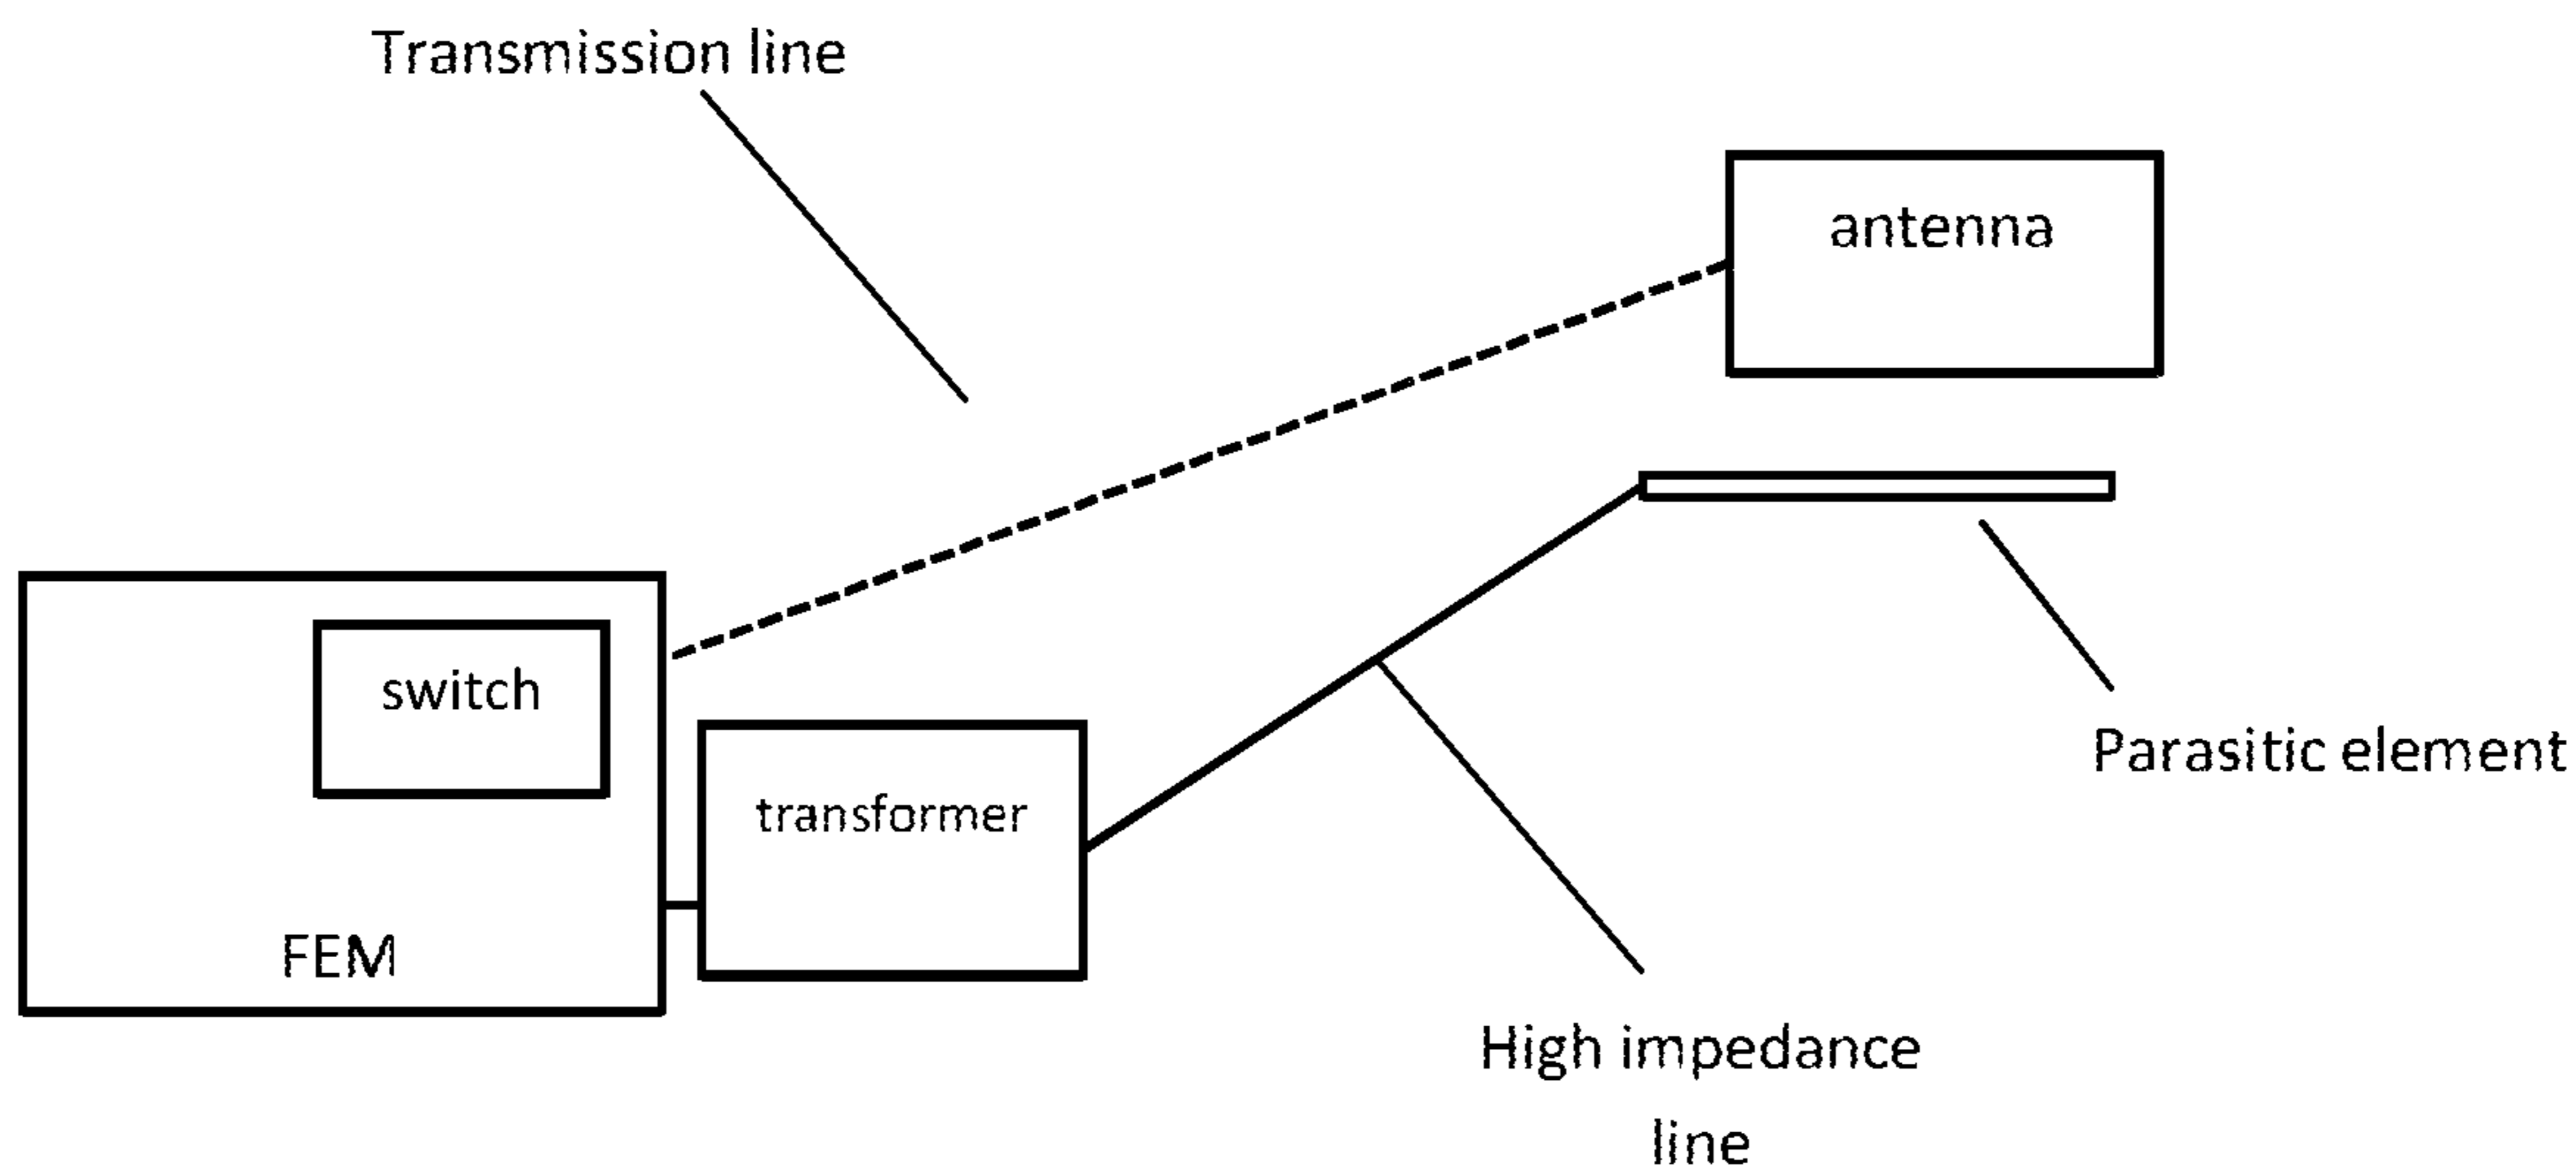 Transmission line
antenna
switch
transformer
Parasitic element
FEM
High impedance
line